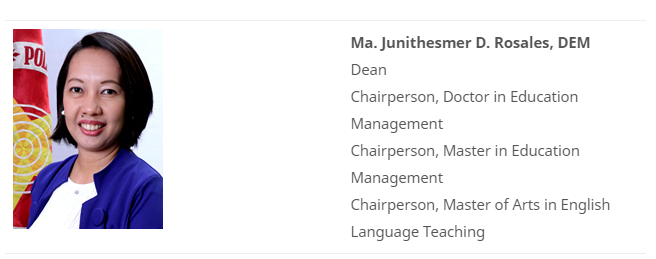 POL
Ma. Junithesmer D. Rosales, DEM
Dean
Chairperson, Doctor in Education
Management
Chairperson, Master in Education
Management
Chairperson, Master of Arts in English
Language Teaching